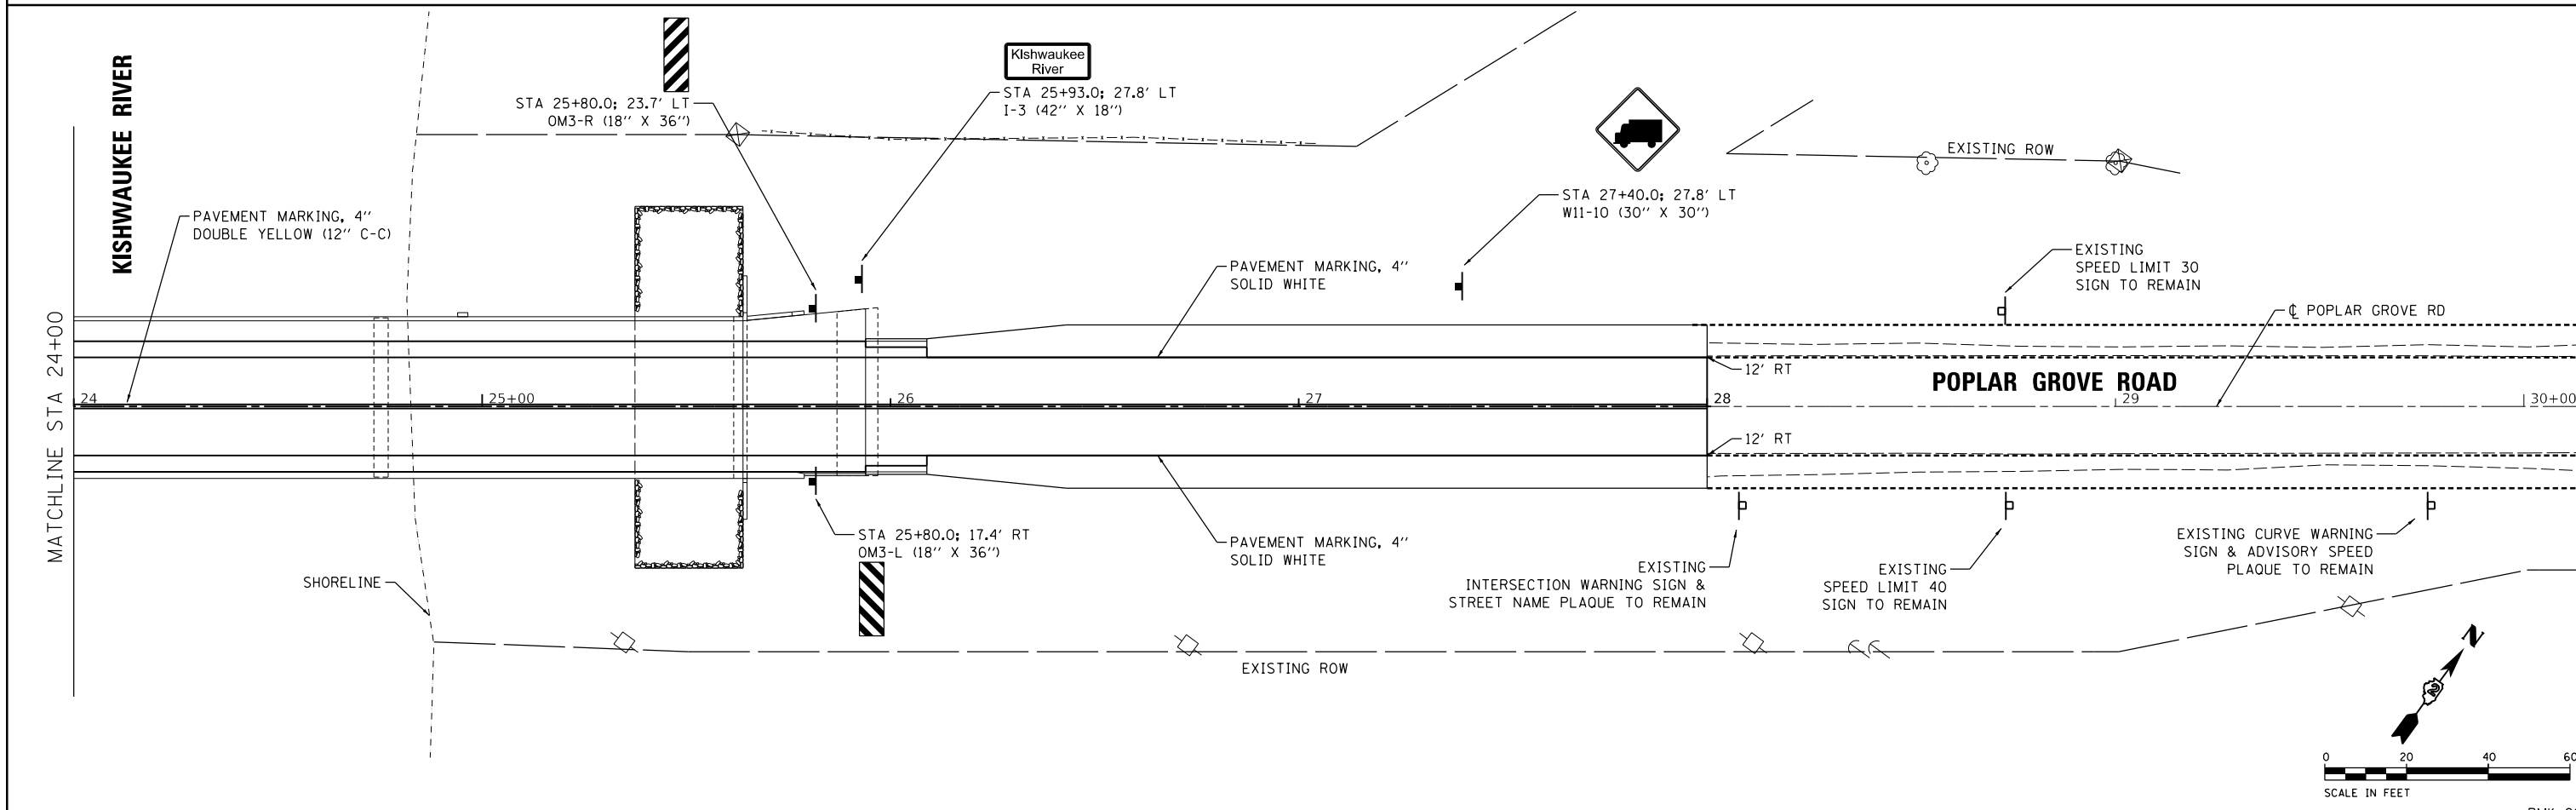 KISHWAUKEE RIVER
KIshwaukee
River
STA 25+80.0; 23.7' LT
OM3-R (18'' X 36'')
STA 25+93.0; 27.8' LT
I-3 (42'' X 18'')
EXISTING ROW
STA 27+40.0; 27.8' LT
W11-10 (30'' X 30'')
PAVEMENT MARKING, 4''
DOUBLE YELLOW (12'' C-C)
PAVEMENT MARKING, 4''
SOLID WHITE
EXISTING
SPEED LIMIT 30
SIGN TO REMAIN
℄ POPLAR GROVE RD
MATCHLINE STA 24+00
12' RT
POPLAR GROVE ROAD
24
25+00
26
27
28
29
30+00
12' RT
STA 25+80.0; 17.4' RT
OM3-L (18'' X 36'')
PAVEMENT MARKING, 4''
SOLID WHITE
EXISTING
INTERSECTION WARNING SIGN &
STREET NAME PLAQUE TO REMAIN
EXISTING
SPEED LIMIT 40
SIGN TO REMAIN
EXISTING CURVE WARNING
SIGN & ADVISORY SPEED
PLAQUE TO REMAIN
SHORELINE
EXISTING ROW
N
2
0 20 40 60
SCALE IN FEET